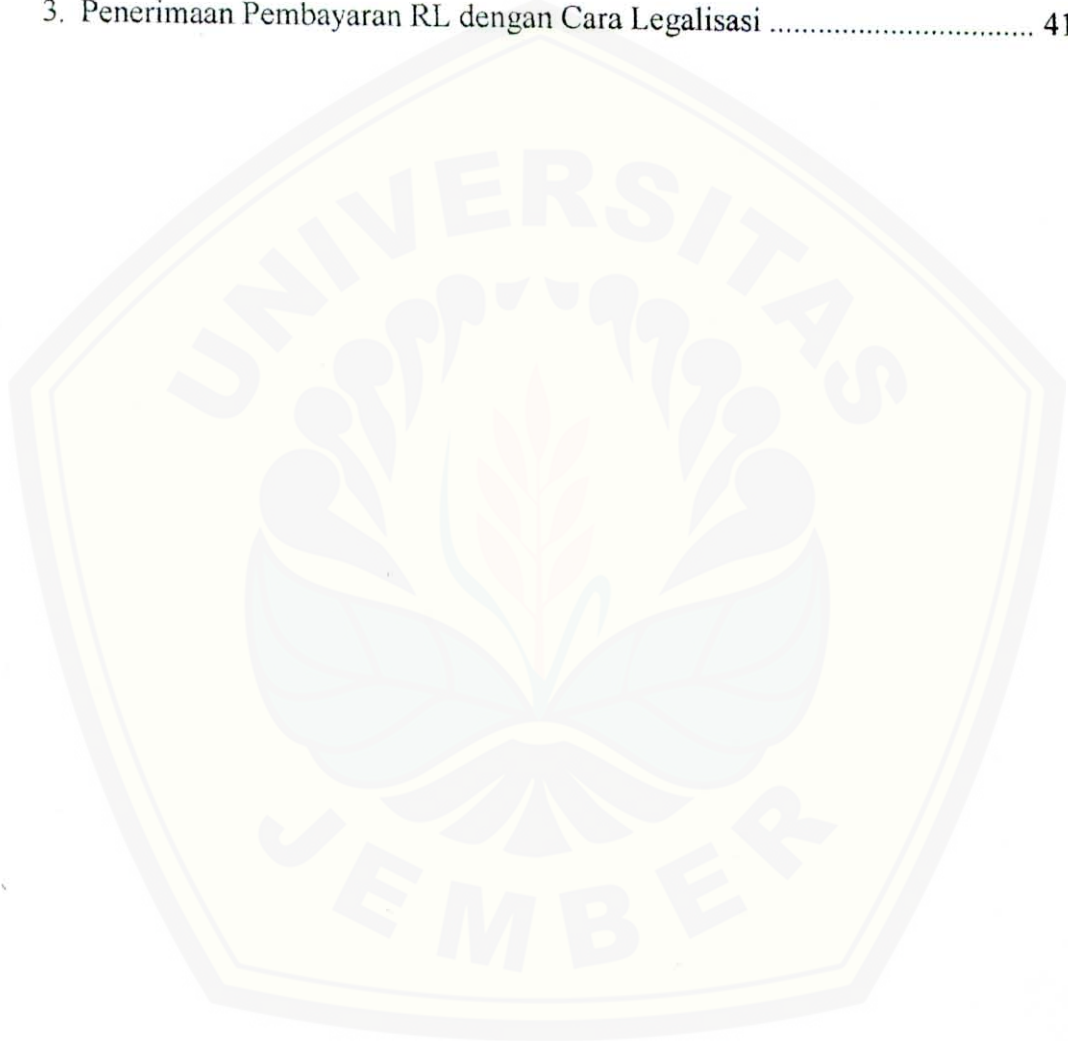 3. Penerimaan Pembayaran RL dengan Cara Legalisasi ................................. 41
UNIVERSITAS
JEMBER